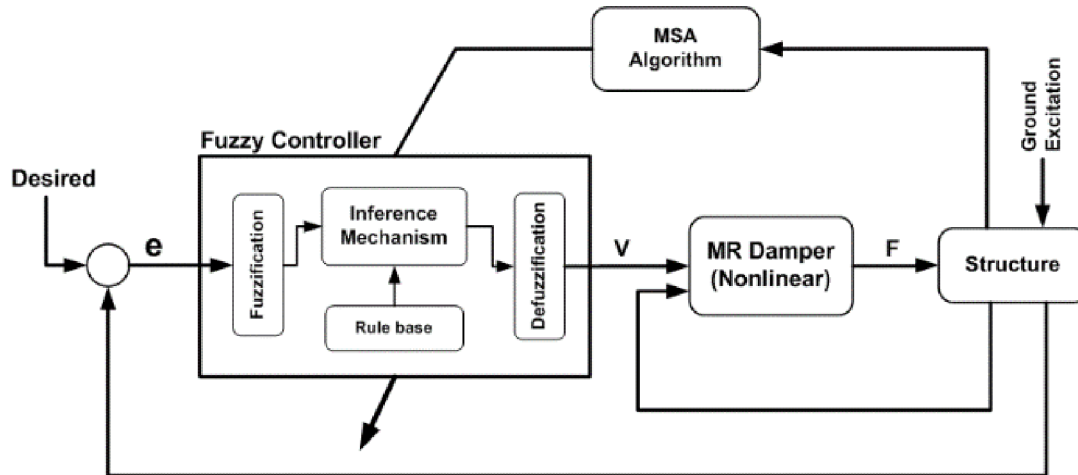 MSA
Algorithm
Ground
Excitation
Fuzzy Controller
Desired
e
Fuzzification
Inference
Mechanism
Rule base
Defuzzification
V
MR Damper
(Nonlinear)
F
Structure